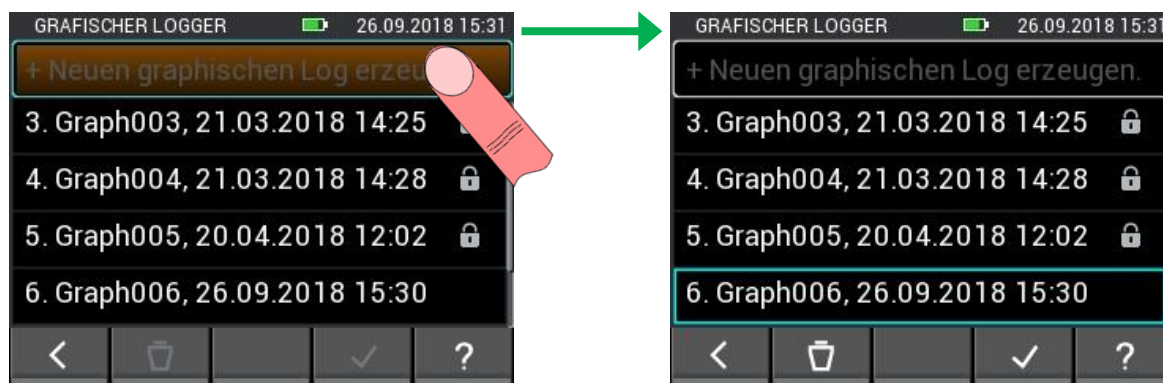 GRAFISCHER LOGGER 26.09.2018 15:31
+ Neuen graphischen Log
3. Graph003, 21.03.2018 14:25
4. Graph004, 21.03.2018 14:28
5. Graph005, 20.04.2018 12:02
6. Graph006, 26.09.2018 15:30
?
GRAFISCHER LOGGER 26.09.2018 15:31
+ Neuen graphischen Log erzeugen.
3. Graph003, 21.03.2018 14:25
4. Graph004, 21.03.2018 14:28
5. Graph005, 20.04.2018 12:02
6. Graph006, 26.09.2018 15:30
?